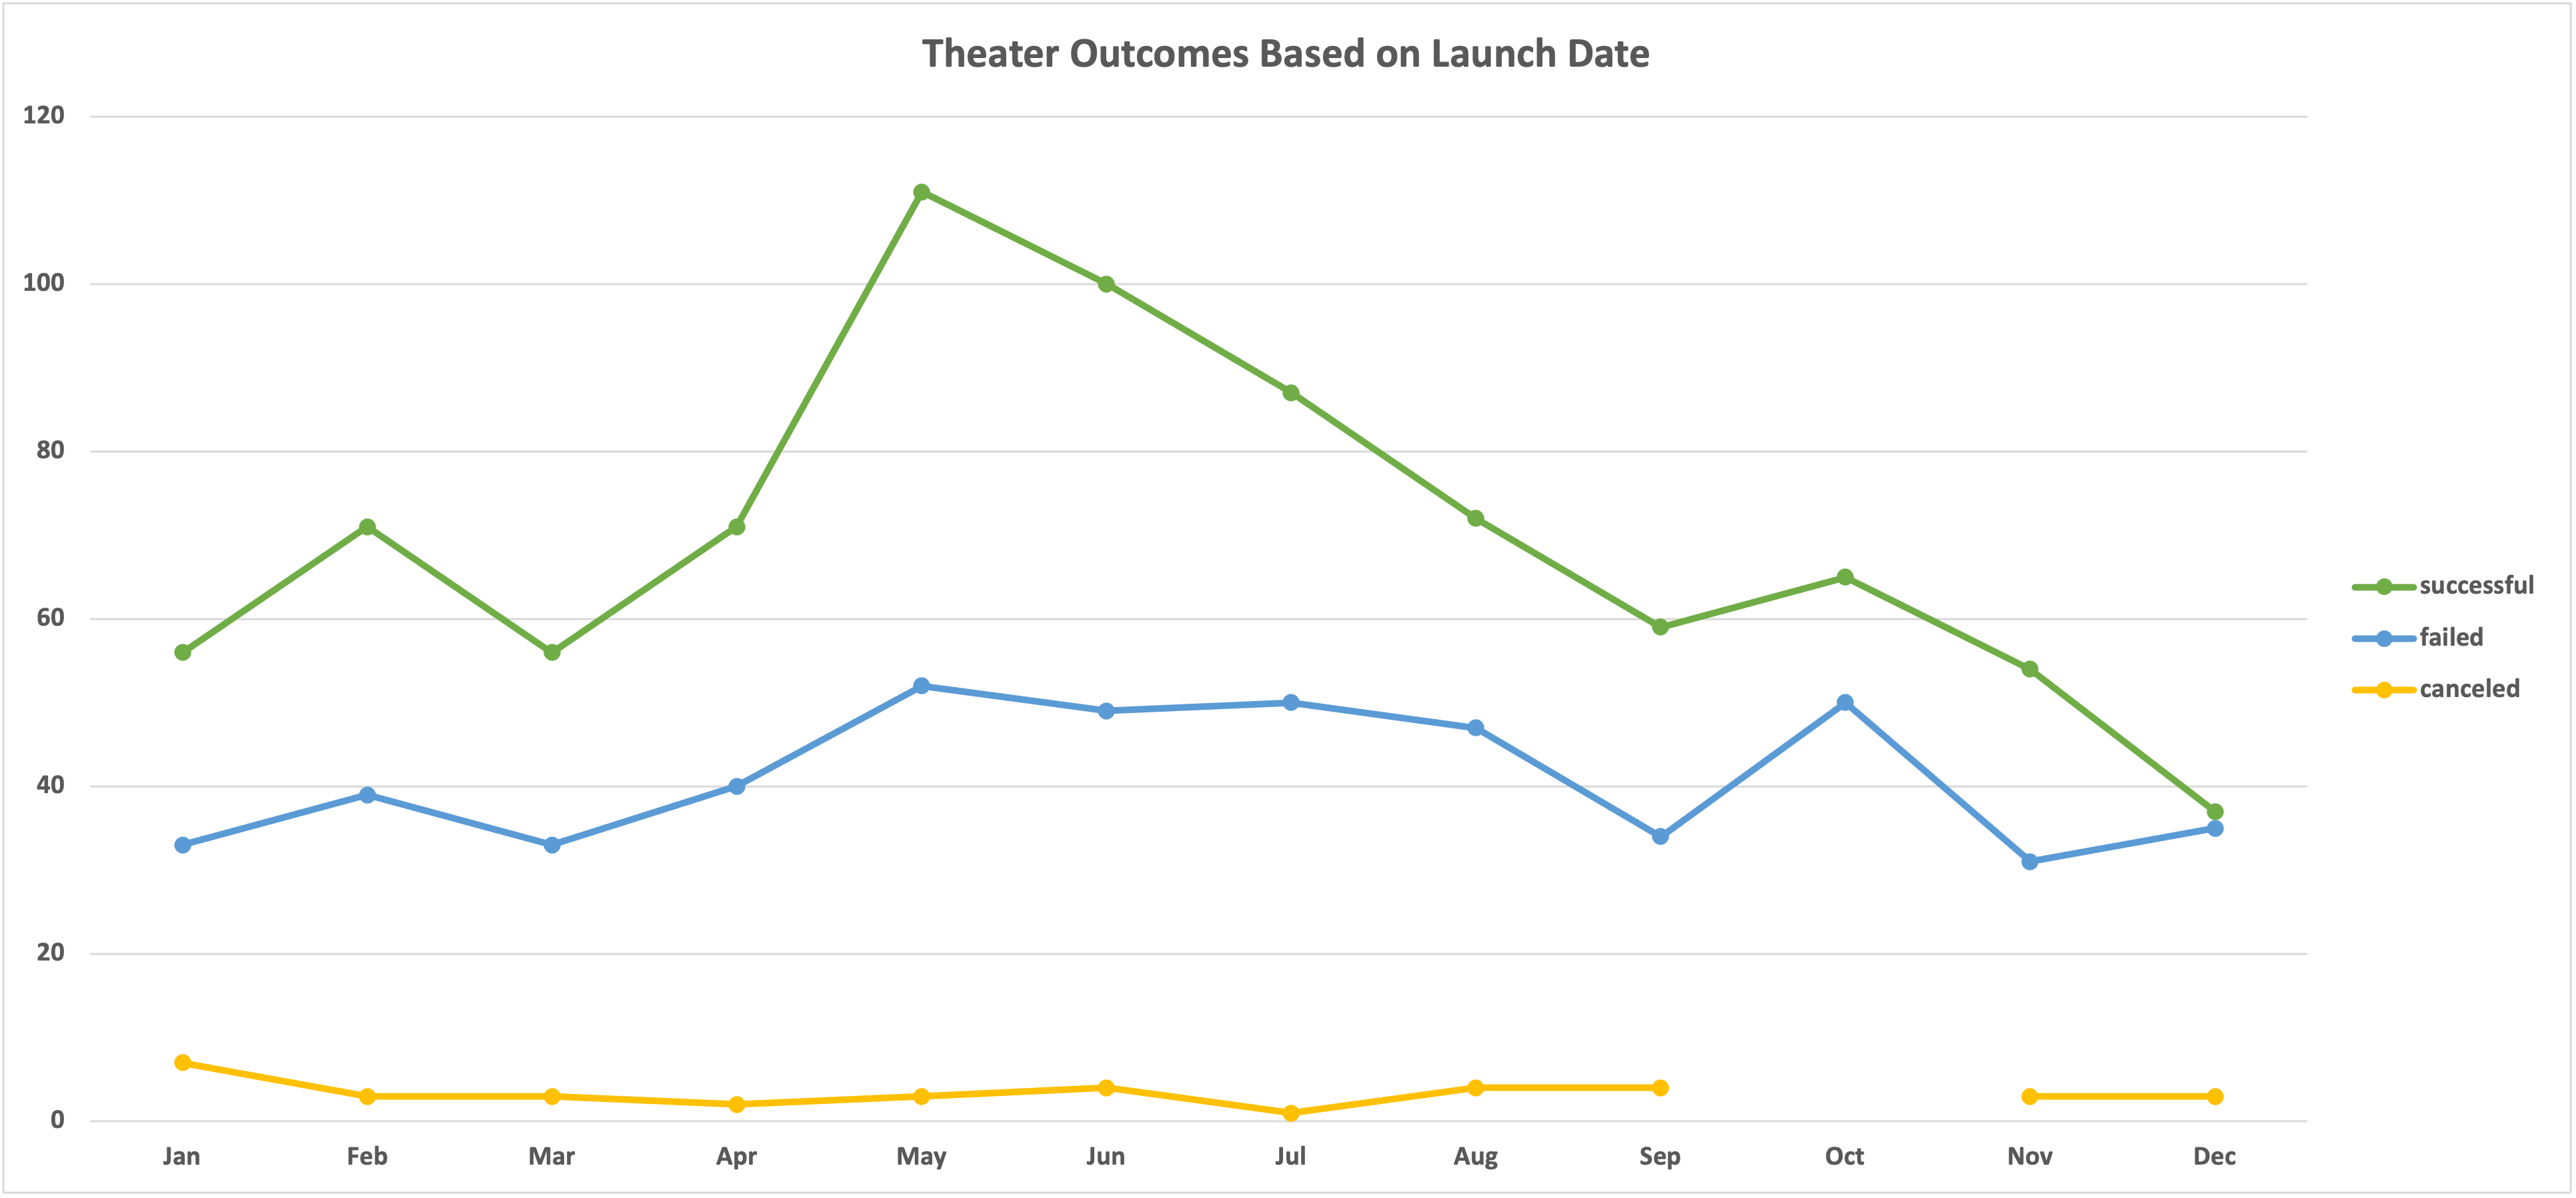 Theater Outcomes Based on Launch Date
120
100
80
60
40
20
0
Jan Feb Mar Apr May Jun Jul Aug Sep Oct Nov Dec
successful
failed
canceled